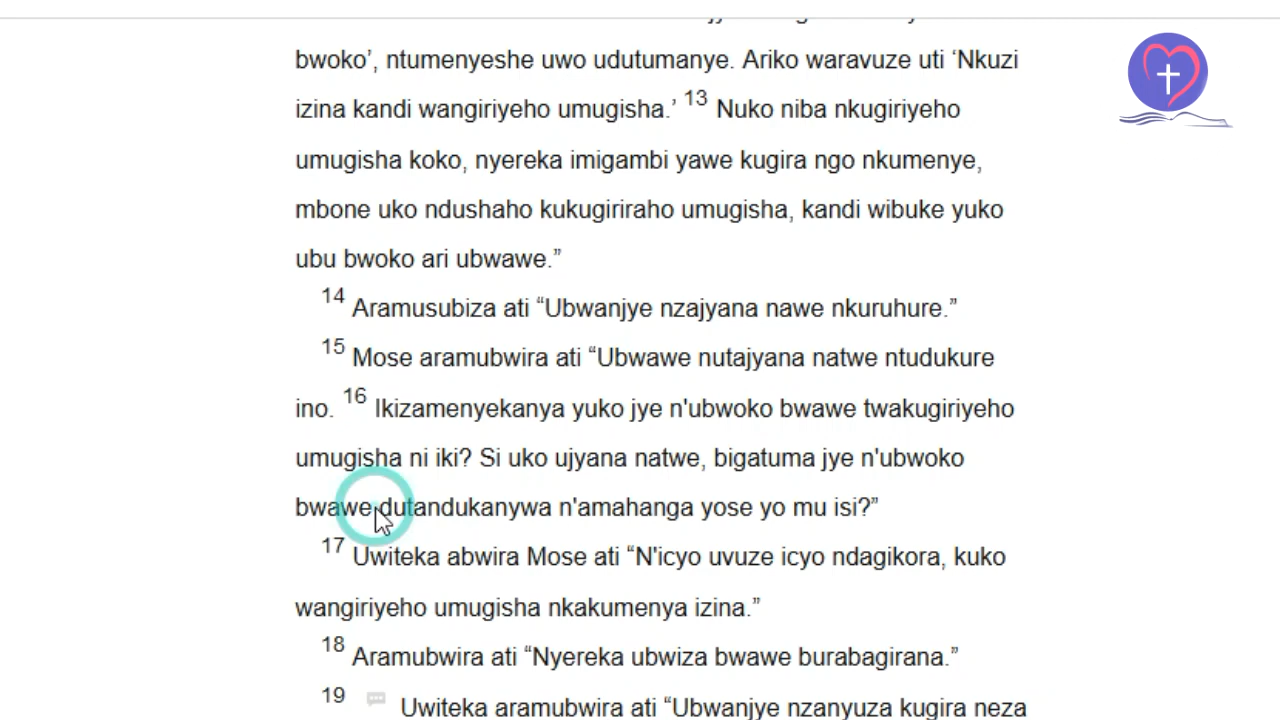 bwoko’, ntumenyeshe uwo udutumanye. Ariko waravuze uti ‘Nkuzi
izina kandi wangiriyeho umugisha.’ 13 Nuko niba nkugiriyeho
umugisha koko, nyereka imigambi yawe kugira ngo nkumenye,
mbone uko ndushaho kukugiriraho umugisha, kandi wibuke yuko
ubu bwoko ari ubwawe.”
14 Aramusubiza ati “Ubwanjye nzajyana nawe nkuruhure.”
15 Mose aramubwira ati “Ubwawe nutajyana natwe ntudukure
ino. 16 Ikizamenyekanya yuko jye n'ubwoko bwawe twakugiriyeho
umugisha ni iki? Si uko ujyana natwe, bigatuma jye n'ubwoko
bwawe dutandukanywa n'amahanga yose yo mu isi?”
17 Uwiteka abwira Mose ati “N'icyo uvuze icyo ndagikora, kuko
wangiriyeho umugisha nkakumenya izina.”
18 Aramubwira ati “Nyereka ubwiza bwawe burabagirana.”
19 Uwiteka aramubwira ati “Ubwanjye nzanyuza kugira neza